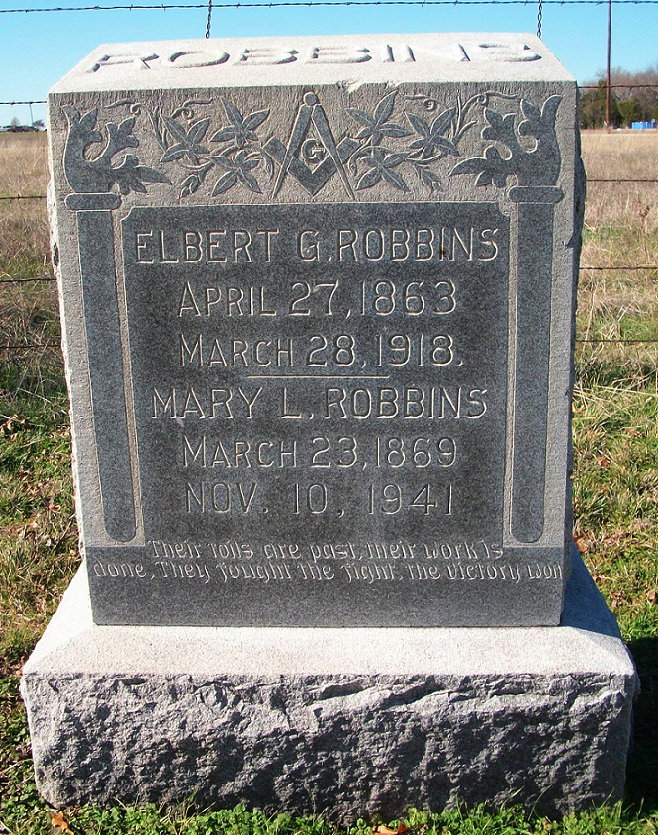 ROBBINS
G
ELBERT G. ROBBINS
APRIL 27, 1863
MARCH 28, 1918.
MARY L. ROBBINS
MARCH 23, 1869
NOV. 10, 1941
Their toils are past, their work is
done, They fought the fight, the victory won